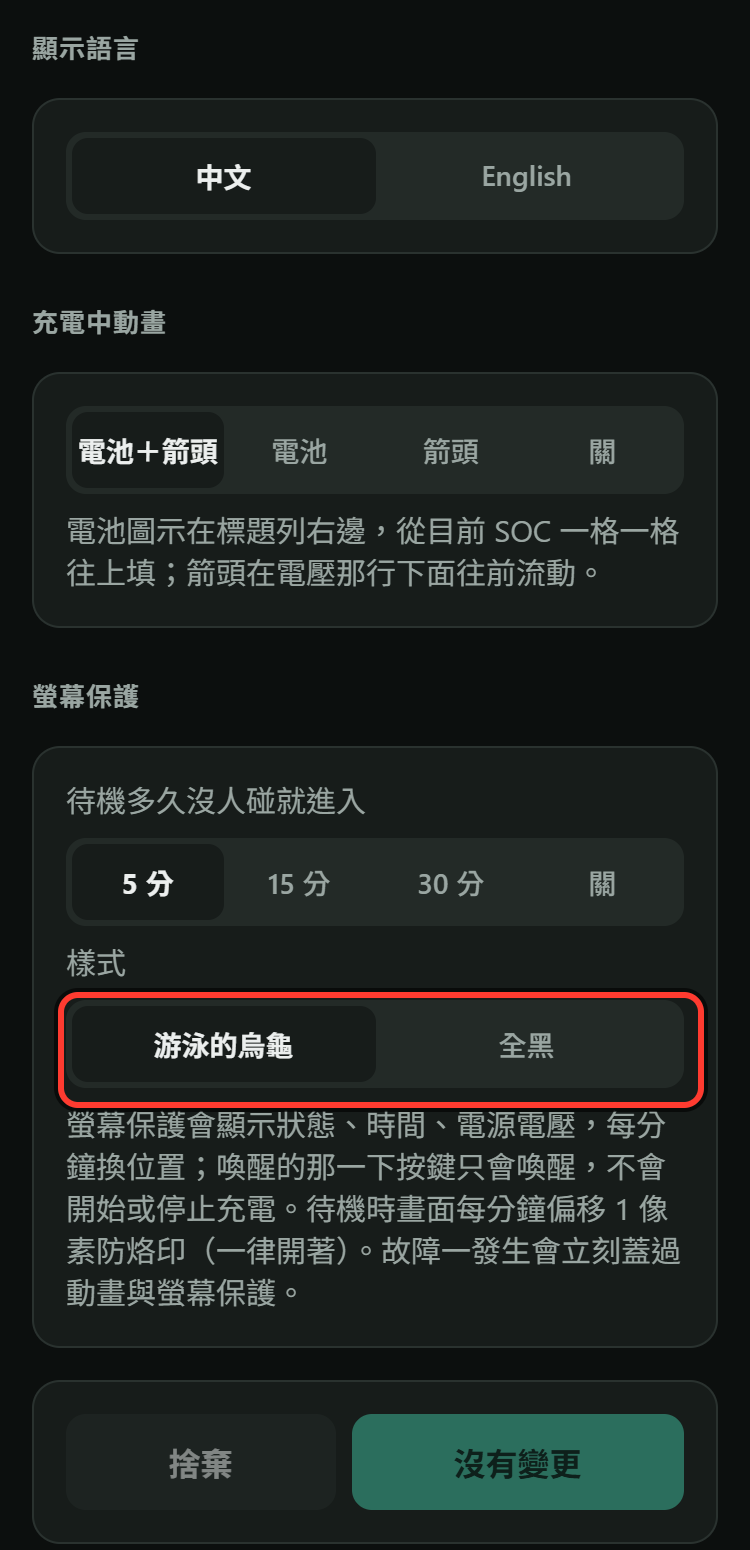 顯示語言
中文
English
充電中動畫
電池＋箭頭
電池
箭頭
關
電池圖示在標題列右邊，從目前 SOC 一格一格
往上填；箭頭在電壓那行下面往前流動。
螢幕保護
待機多久沒人碰就進入
5 分
15 分
30 分
關
樣式
游泳的烏龜
全黑
螢幕保護會顯示狀態、時間、電源電壓，每分
鐘換位置；喚醒的那一下按鍵只會喚醒，不會
開始或停止充電。待機時畫面每分鐘偏移 1 像
素防烙印（一律開著）。故障一發生會立刻蓋過
動畫與螢幕保護。
捨棄
沒有變更